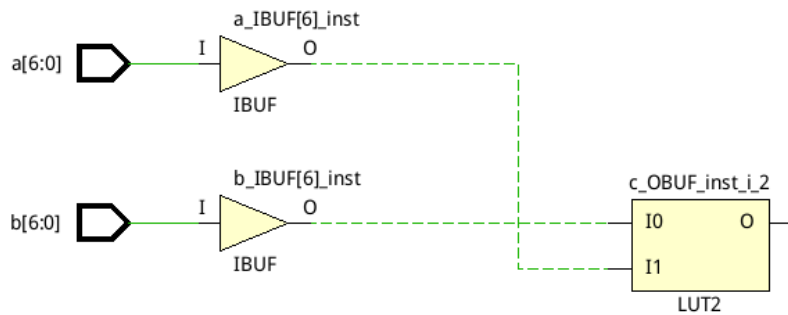 a_IBUF[6]_inst
a[6:0]
I
O
IBUF
b_IBUF[6]_inst
b[6:0]
I
O
IBUF
c_OBUF_inst_i_2
I0
O
I1
LUT2